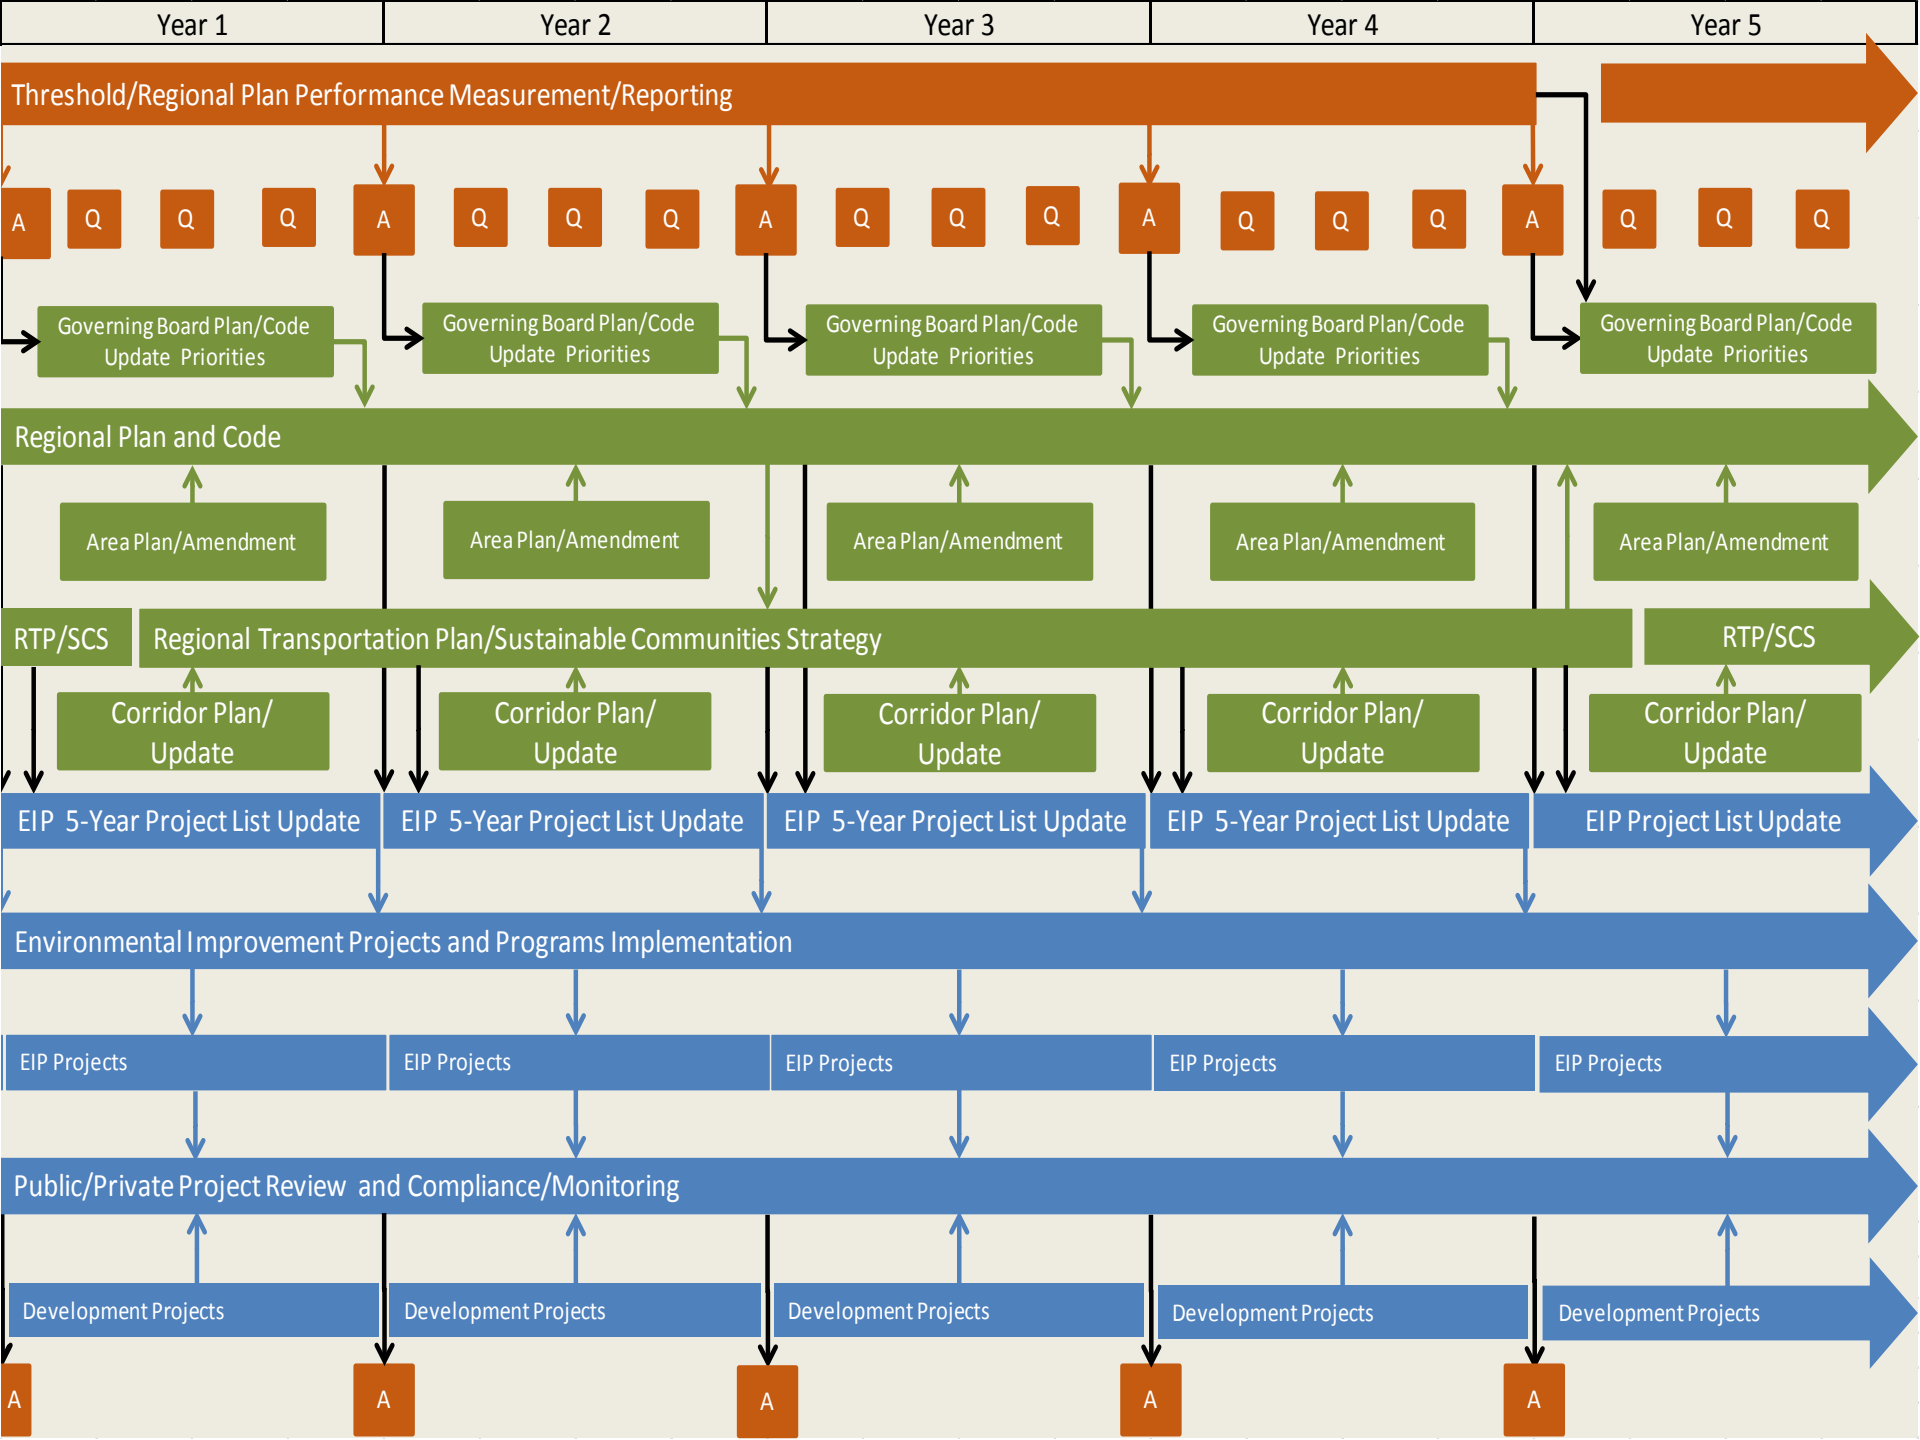 Year 1
Year 2
Year 3
Year 4
Year 5
Threshold/Regional Plan Performance Measurement/Reporting
A
Q
Q
Q
A
Q
Q
Q
A
Q
Q
Q
A
Q
Q
Q
A
Q
Q
Q
Governing Board Plan/Code
Update Priorities
Governing Board Plan/Code
Update Priorities
Governing Board Plan/Code
Update Priorities
Governing Board Plan/Code
Update Priorities
Governing Board Plan/Code
Update Priorities
Regional Plan and Code
Area Plan/Amendment
Area Plan/Amendment
Area Plan/Amendment
Area Plan/Amendment
Area Plan/Amendment
RTP/SCS
Regional Transportation Plan/Sustainable Communities Strategy
RTP/SCS
Corridor Plan/
Update
Corridor Plan/
Update
Corridor Plan/
Update
Corridor Plan/
Update
Corridor Plan/
Update
EIP 5-Year Project List Update
EIP 5-Year Project List Update
EIP 5-Year Project List Update
EIP 5-Year Project List Update
EIP Project List Update
Environmental Improvement Projects and Programs Implementation
EIP Projects
EIP Projects
EIP Projects
EIP Projects
EIP Projects
Public/Private Project Review and Compliance/Monitoring
Development Projects
Development Projects
Development Projects
Development Projects
Development Projects
A
A
A
A
A